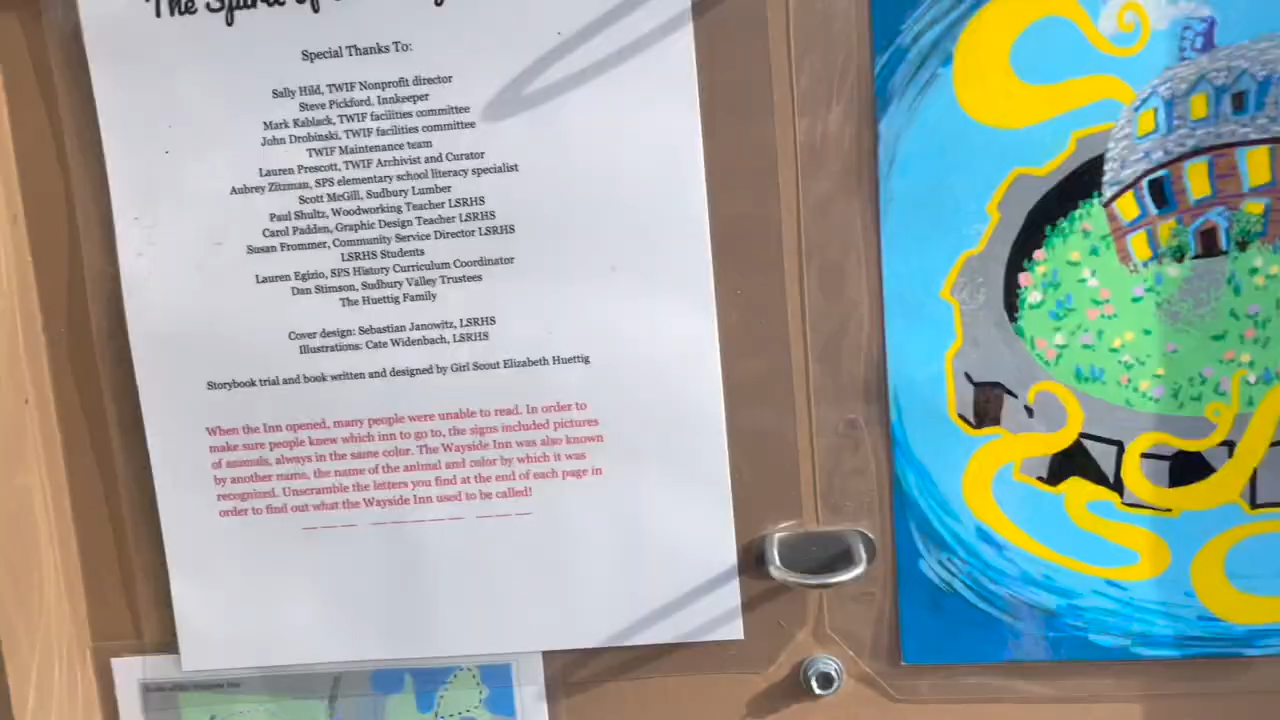 The Spirit of
Special Thanks To:
Sally Hild, TWIF Nonprofit director
Steve Pickford, Innkeeper
Mark Kablack, TWIF facilities committee
John Drobinski, TWIF facilities committee
TWIF Maintenance team
Lauren Prescott, TWIF Archivist and Curator
Aubrey Zitzman, SPS elementary school literacy specialist
Scott McGill, Sudbury Lumber
Paul Shultz, Woodworking Teacher LSRHS
Carol Padden, Graphic Design Teacher LSRHS
Susan Frommer, Community Service Director LSRHS
LSRHS Students
Lauren Egizio, SPS History Curriculum Coordinator
Dan Stimson, Sudbury Valley Trustees
The Huettig Family
Cover design: Sebastian Janowitz, LSRHS
Illustrations: Cate Widenbach, LSRHS
Storybook trial and book written and designed by Girl Scout Elizabeth Huettig
When the Inn opened, many people were unable to read. In order to
make sure people knew which inn to go to, the signs included pictures
of animals, always in the same color. The Wayside Inn was also known
by another name, the name of the animal and color by which it was
recognized. Unscramble the letters you find at the end of each page in
order to find out what the Wayside Inn used to be called!